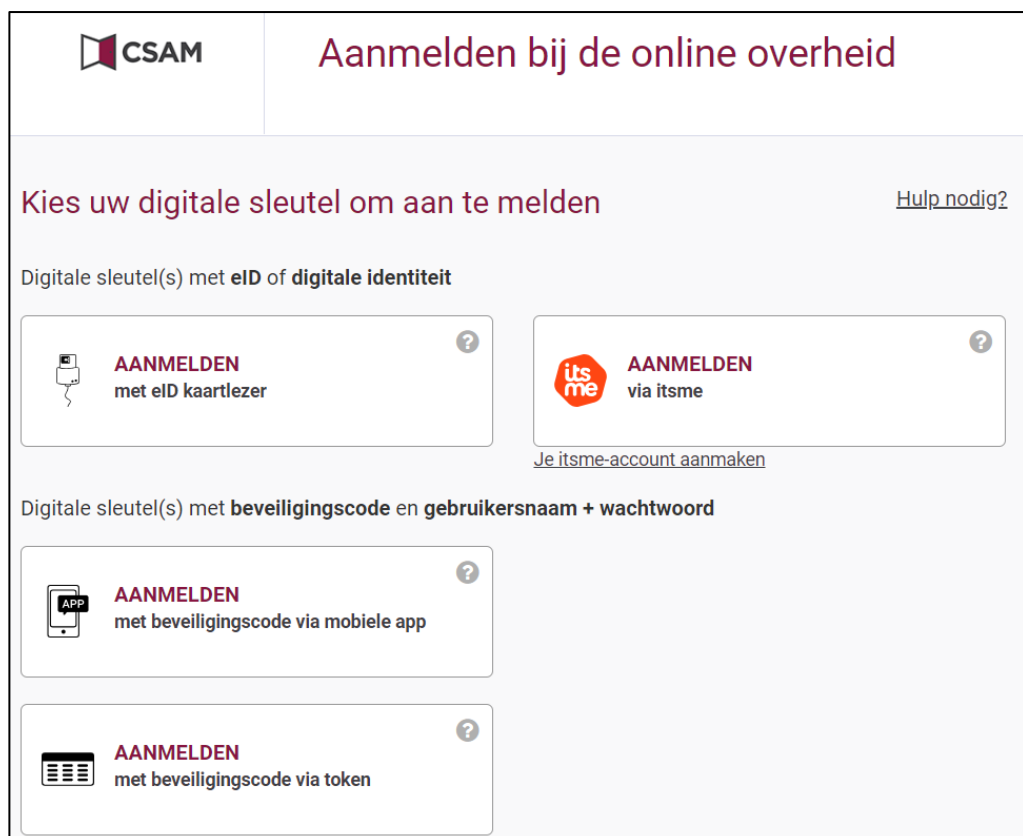 CSAM
Aanmelden bij de online overheid
Kies uw digitale sleutel om aan te melden
Hulp nodig?
Digitale sleutel(s) met eID of digitale identiteit
?
AANMELDEN
met eID kaartlezer
?
itsme
AANMELDEN
via itsme
Je itsme-account aanmaken
Digitale sleutel(s) met beveiligingscode en gebruikersnaam + wachtwoord
?
APP
AANMELDEN
met beveiligingscode via mobiele app
?
AANMELDEN
met beveiligingscode via token